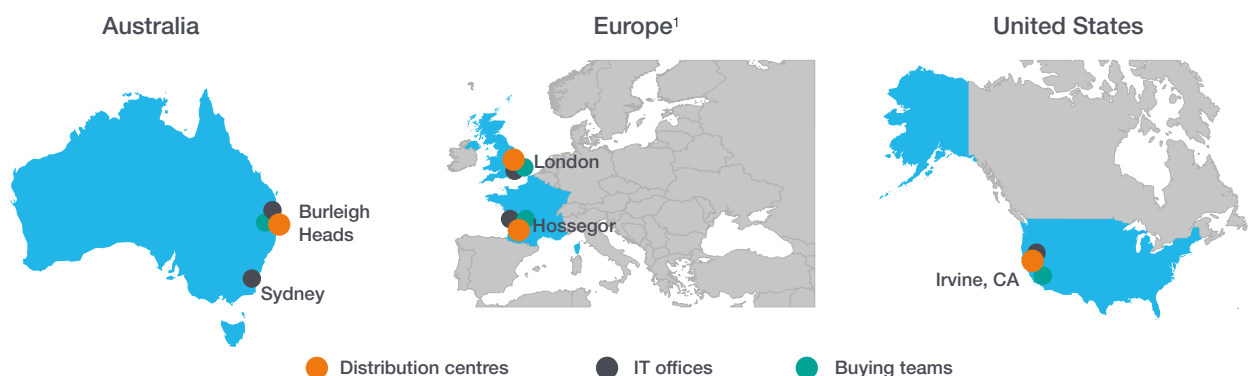 Australia
Europe¹
United States
Burleigh
Heads
Sydney
London
Hossegor
Irvine, CA
Distribution centres
IT offices
Buying teams